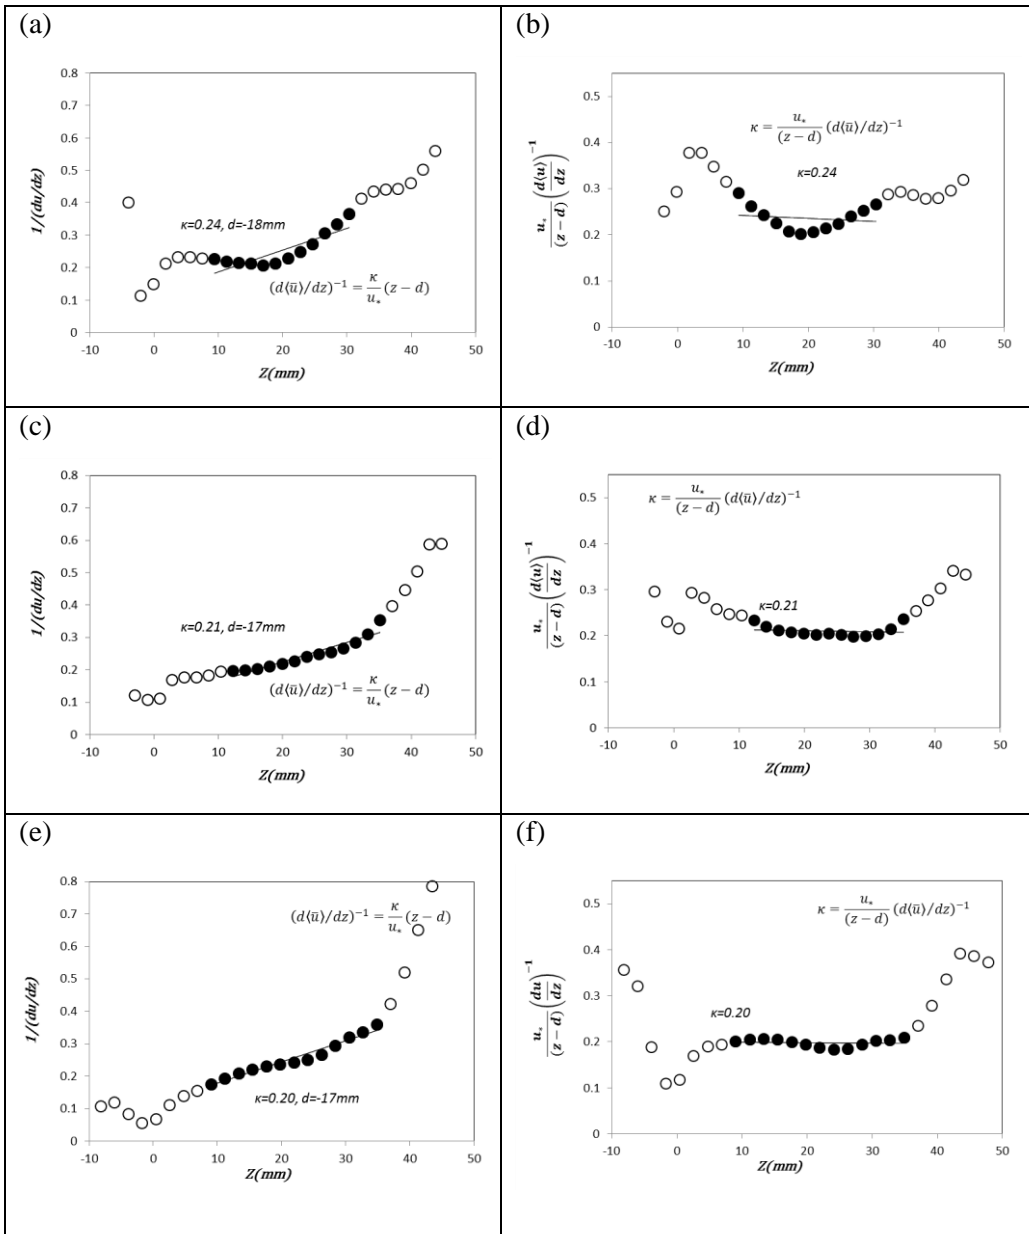 (a)
0.8
0.7
0.6
0.5
0.4
0.3
0.2
0.1
0
-10 0 10 20 30 40 50
1/(du/dz)
Z(mm)
κ=0.24, d=-18mm
(d⟨ū⟩/dz)⁻¹ = κ/u* (z − d)
(b)
0.5
0.4
0.3
0.2
0.1
0
-10 0 10 20 30 40 50
u*/(z − d) (d⟨u⟩/dz)⁻¹
Z(mm)
κ = u*/(z − d) (d⟨ū⟩/dz)⁻¹
κ=0.24
(c)
0.8
0.7
0.6
0.5
0.4
0.3
0.2
0.1
0
-10 0 10 20 30 40 50
1/(du/dz)
Z(mm)
κ=0.21, d=-17mm
(d⟨ū⟩/dz)⁻¹ = κ/u* (z − d)
(d)
0.5
0.4
0.3
0.2
0.1
0
-10 0 10 20 30 40 50
u*/(z − d) (d⟨u⟩/dz)⁻¹
Z(mm)
κ = u*/(z − d) (d⟨ū⟩/dz)⁻¹
κ=0.21
(e)
0.8
0.7
0.6
0.5
0.4
0.3
0.2
0.1
0
-10 0 10 20 30 40 50
1/(du/dz)
Z(mm)
(d⟨ū⟩/dz)⁻¹ = κ/u* (z − d)
κ=0.20, d=-17mm
(f)
0.5
0.4
0.3
0.2
0.1
0
-10 0 10 20 30 40 50
u*/(z − d) (du/dz)⁻¹
Z(mm)
κ = u*/(z − d) (d⟨ū⟩/dz)⁻¹
κ=0.20